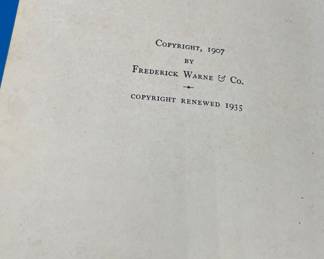 Copyright, 1907
by
Frederick Warne & Co.
copyright renewed 1935